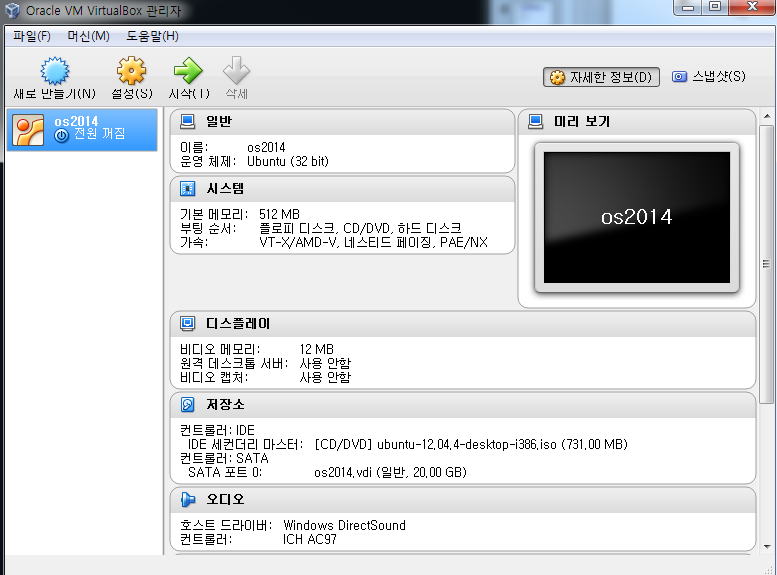 Oracle VM VirtualBox 관리자
파일(F) 머신(M) 도움말(H)
새로 만들기(N) 설정(S) 시작(T) 삭제
자세한 정보(D) 스냅샷(S)
os2014
전원 꺼짐
일반
이름: os2014
운영 체제: Ubuntu (32 bit)
시스템
기본 메모리: 512 MB
부팅 순서: 플로피 디스크, CD/DVD, 하드 디스크
가속: VT-X/AMD-V, 네스티드 페이징, PAE/NX
미리 보기
os2014
디스플레이
비디오 메모리: 12 MB
원격 데스크톱 서버: 사용 안함
비디오 캡처: 사용 안함
저장소
컨트롤러: IDE
IDE 세컨더리 마스터: [CD/DVD] ubuntu-12.04.4-desktop-i386.iso (731.00 MB)
컨트롤러: SATA
SATA 포트 0: os2014.vdi (일반, 20.00 GB)
오디오
호스트 드라이버: Windows DirectSound
컨트롤러: ICH AC97